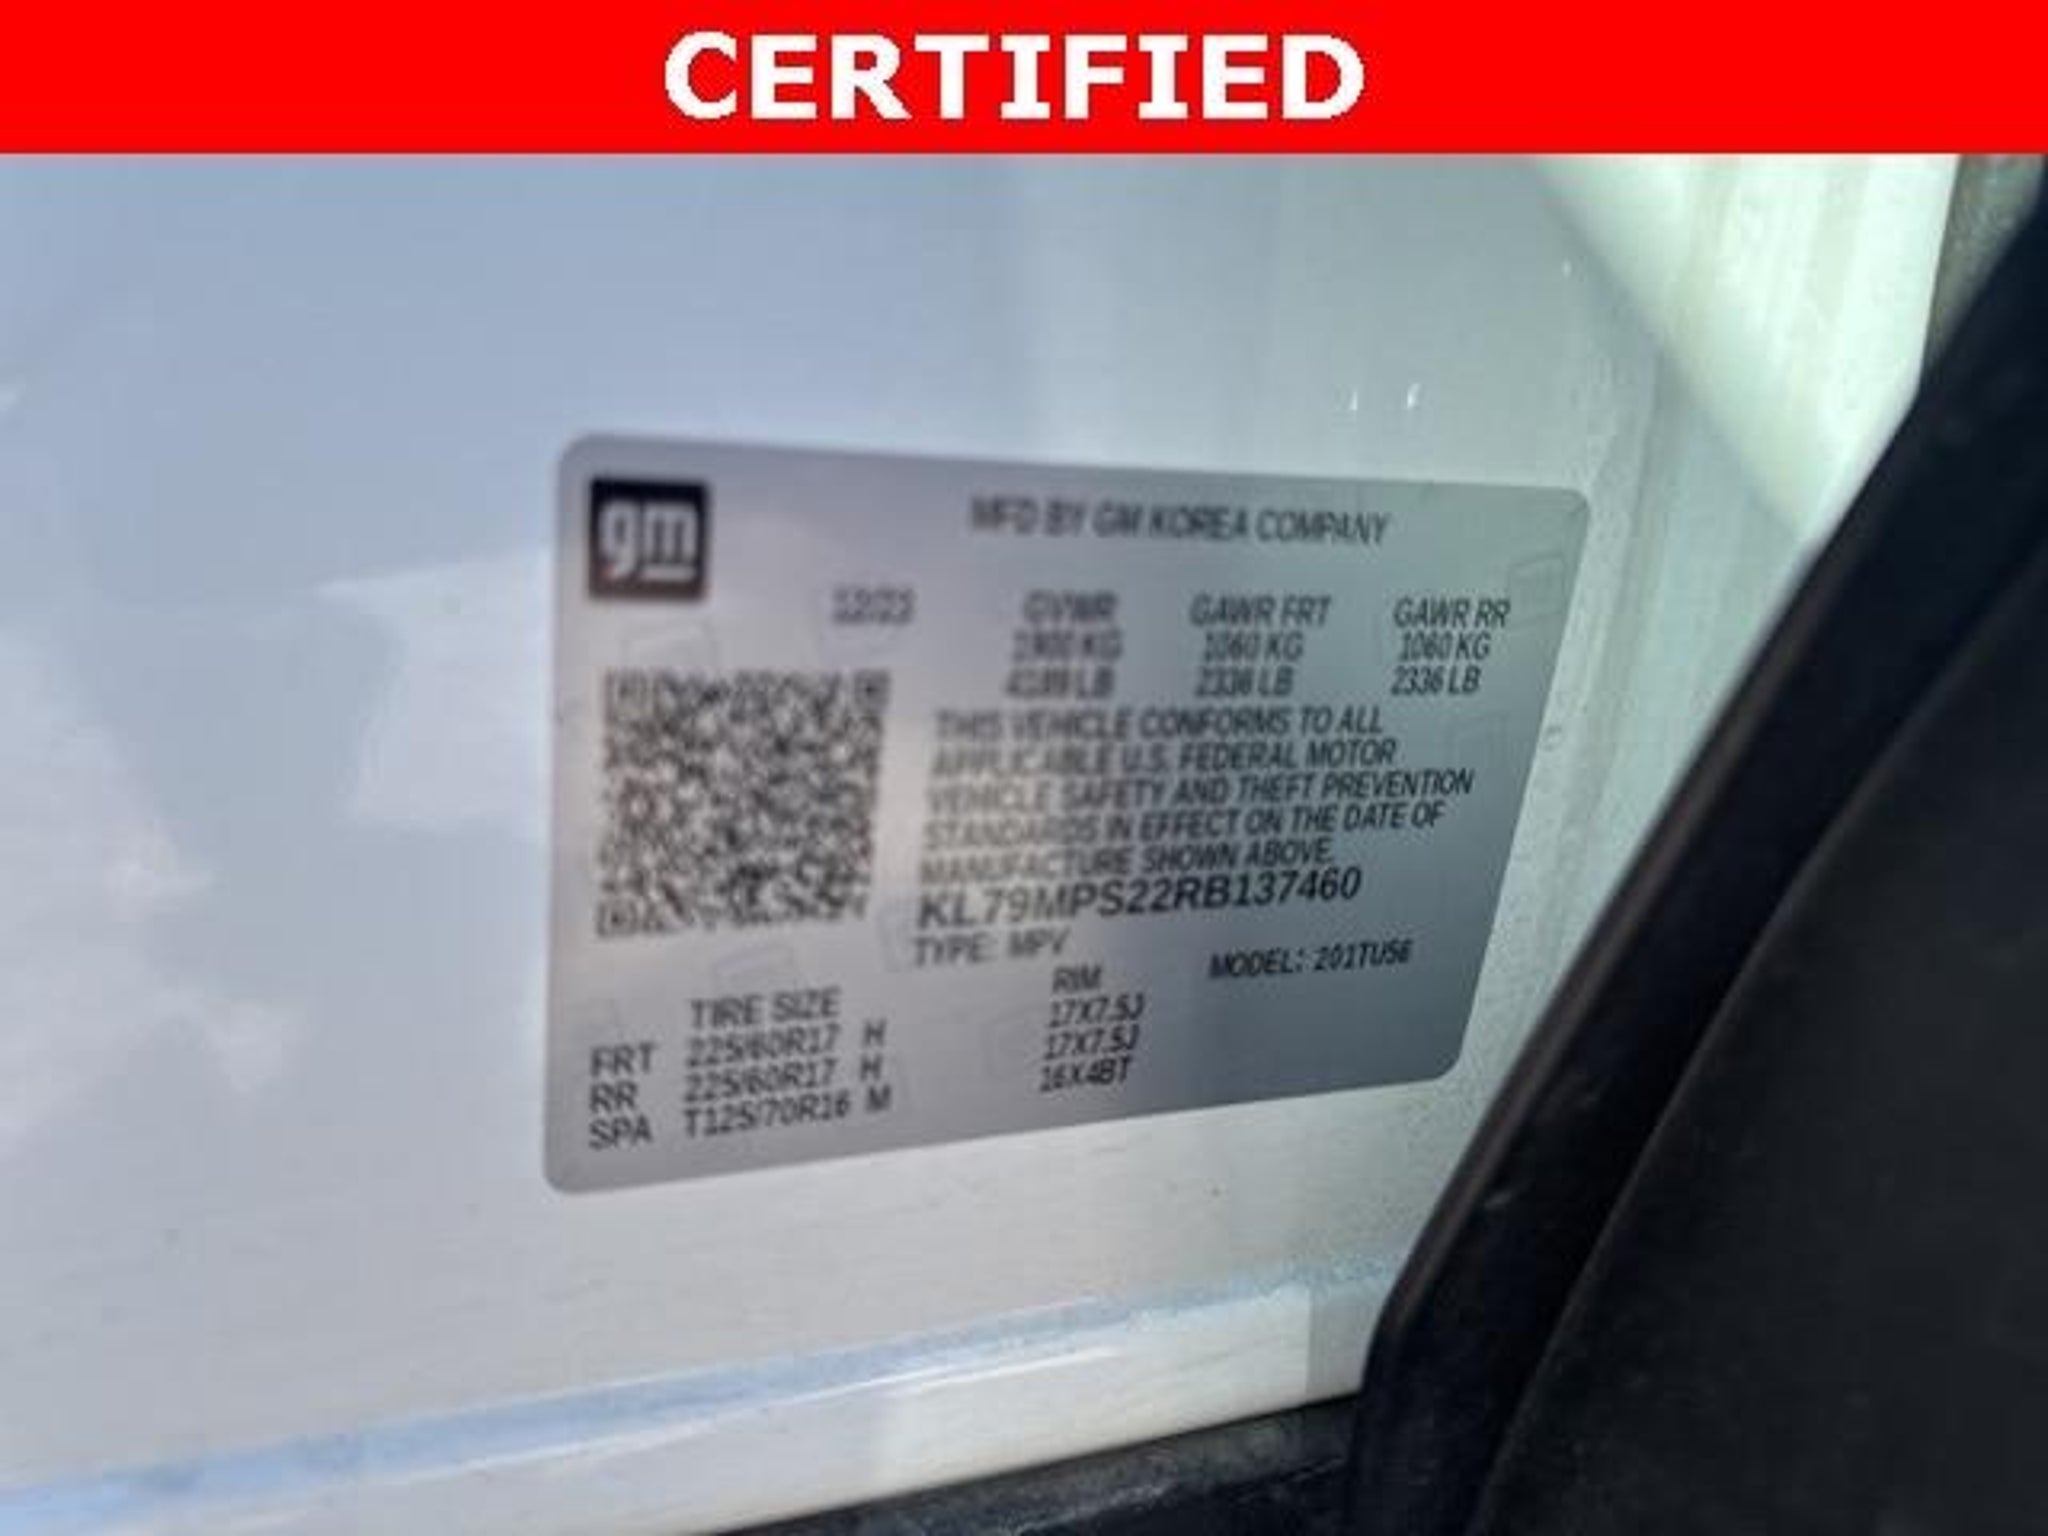 CERTIFIED
gm
MFD BY GM KOREA COMPANY
12/23 GVWR GAWR FRT GAWR RR
1900 KG 1060 KG 1060 KG
4189 LB 2336 LB 2336 LB
THIS VEHICLE CONFORMS TO ALL
APPLICABLE U.S. FEDERAL MOTOR
VEHICLE SAFETY AND THEFT PREVENTION
STANDARDS IN EFFECT ON THE DATE OF
MANUFACTURE SHOWN ABOVE.
KL79MPS22RB137460
TYPE: MPV MODEL: 201TU56
TIRE SIZE RIM
FRT 225/60R17 H 17X7.5J
RR 225/60R17 H 17X7.5J
SPA T125/70R16 M 16X4BT